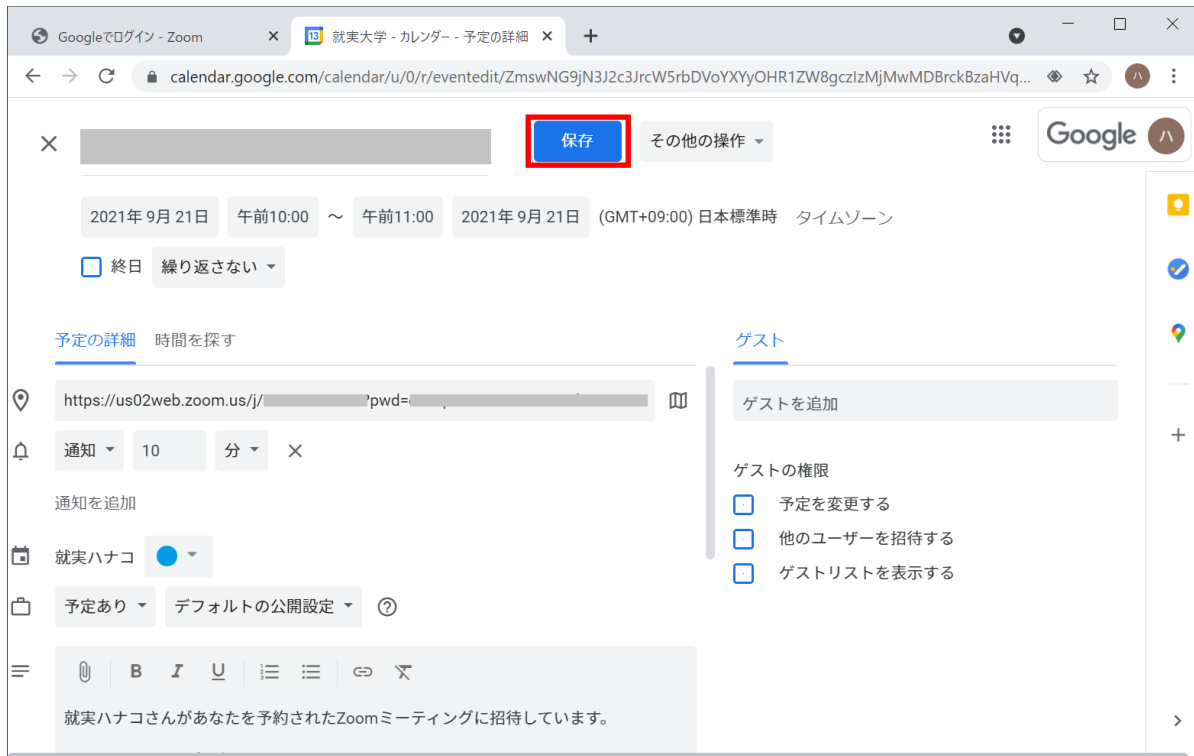 Googleでログイン - Zoom
13 就実大学 - カレンダー - 予定の詳細
calendar.google.com/calendar/u/0/r/eventedit/ZmswNG9jN3J2c3JrcW5rbDVoYXYyOHR1ZW8gczIzMjMwMDBrckBzaHVq...
ハ
保存 その他の操作
Google ハ
2021年 9月 21日 午前10:00 ～ 午前11:00 2021年 9月 21日 (GMT+09:00) 日本標準時 タイムゾーン
終日 繰り返さない
予定の詳細 時間を探す
ゲスト
https://us02web.zoom.us/j/ ?pwd=
ゲストを追加
通知 10 分
通知を追加
ゲストの権限
予定を変更する
他のユーザーを招待する
ゲストリストを表示する
就実ハナコ
予定あり デフォルトの公開設定
B I U
就実ハナコさんがあなたを予約されたZoomミーティングに招待しています。